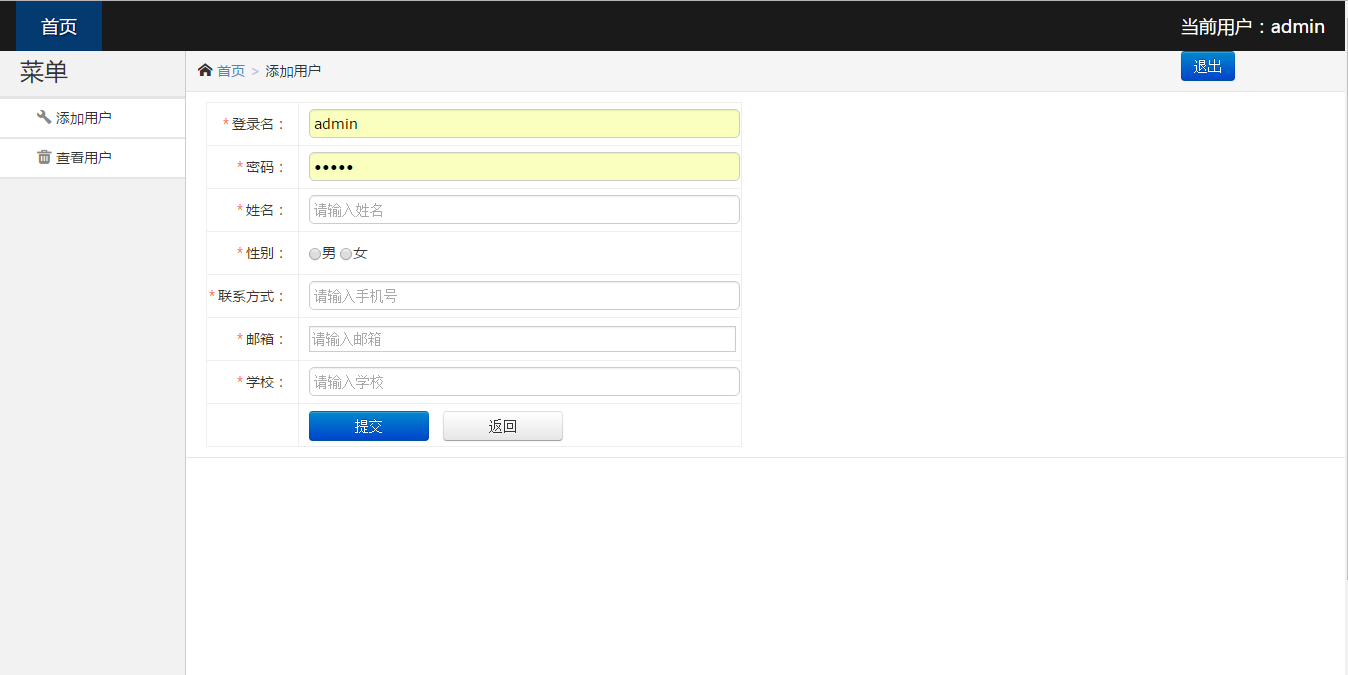 首页
当前用户：admin
菜单
首页 > 添加用户
退出
添加用户
查看用户
*登录名： admin
*密码： •••••
*姓名： 请输入姓名
*性别： 男 女
*联系方式： 请输入手机号
*邮箱： 请输入邮箱
*学校： 请输入学校
提交 返回